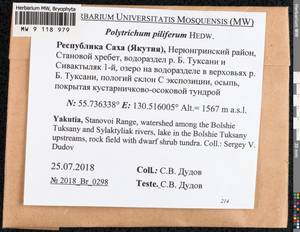 Herbarium MW, Bryophyta
MW 9 118 979
HERBARIUM UNIVERSITATIS MOSQUENSIS (MW)
Polytrichum piliferum HEDW.
Республика Саха (Якутия), Нерюнгринский район,
Становой хребет, водораздел р. Б. Туксани и
Сивактыляк 1-й, озеро на водоразделе в верховьях р.
Б. Туксани, пологий склон С экспозиции, осыпь,
покрытая кустарничково-осоковой тундрой
N: 55.736338° E: 130.516005° Alt.= 1567 m a.s.l.
Yakutia, Stanovoi Range, watershed among the Bolshie
Tuksany and Sylaktyliak rivers, lake in the Bolshie Tuksany
upstreams, rock field with dwarf shrub tundra. Coll.: Sergey V.
Dudov
25.07.2018
Coll.: С.В. Дудов
№ 2018_Br_0298
Teste. С.В. Дудов
214